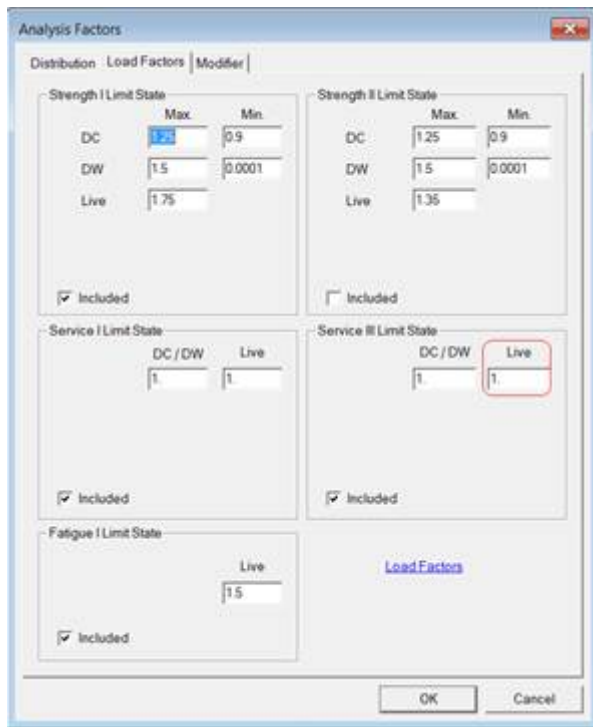 Analysis Factors
Distribution Load Factors Modifier
Strength I Limit State
Max. Min.
DC 1.25 0.9
DW 1.5 0.0001
Live 1.75
Included
Strength II Limit State
Max. Min.
DC 1.25 0.9
DW 1.5 0.0001
Live 1.35
Included
Service I Limit State
DC / DW Live
1. 1.
Included
Service III Limit State
DC / DW Live
1. 1.
Included
Fatigue I Limit State
Live
1.5
Included
Load Factors
OK Cancel